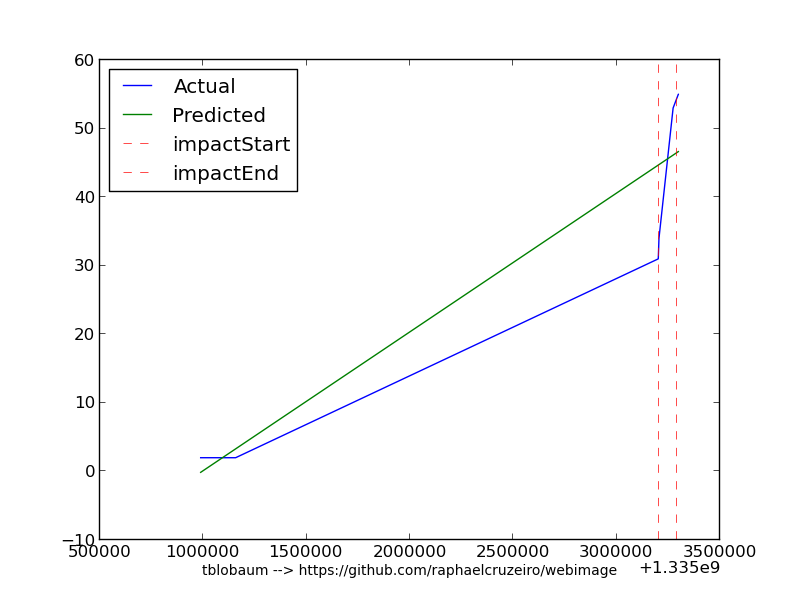 60
50
40
30
20
10
0
−10
Actual
Predicted
impactStart
impactEnd
500000 1000000 1500000 2000000 2500000 3000000 3500000
tblobaum --> https://github.com/raphaelcruzeiro/webimage +1.335e9